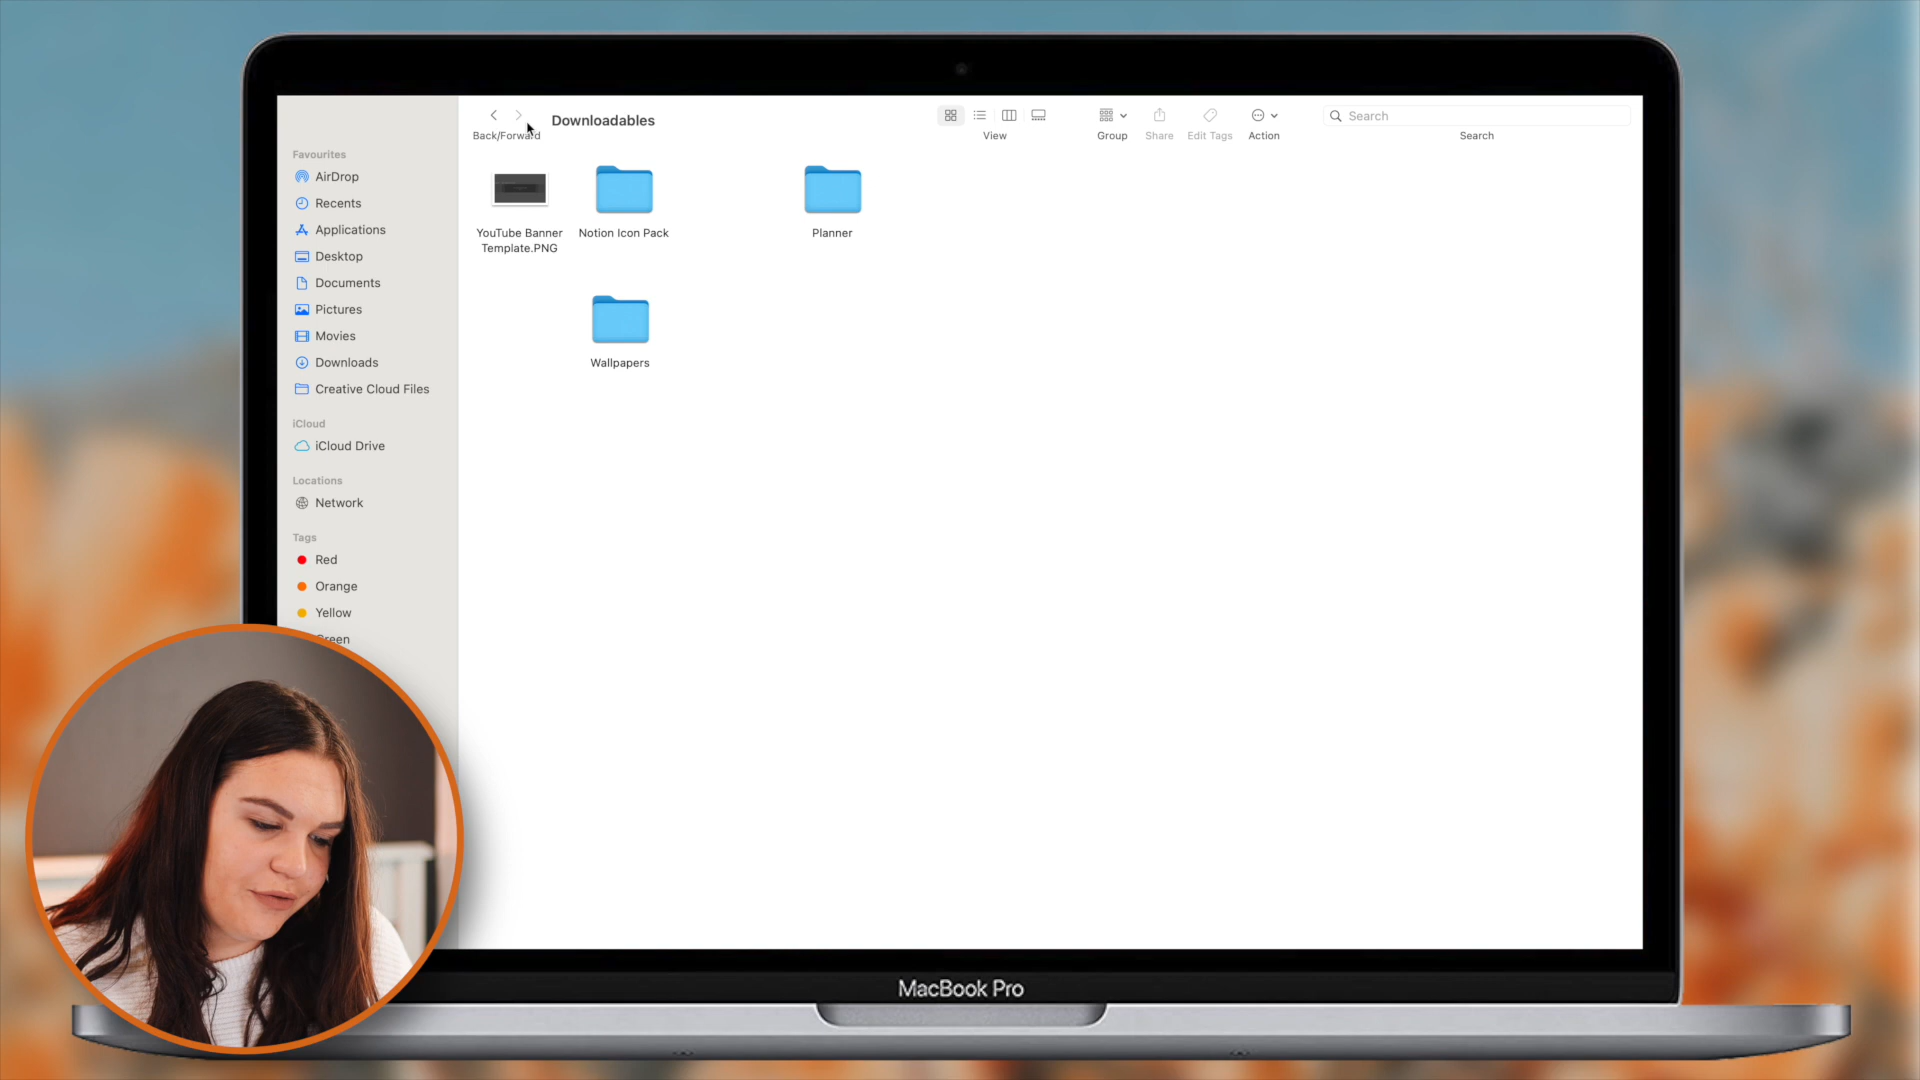 Downloadables
Back/Forward
View
Group
Share
Edit Tags
Action
Search
Search
Favourites
AirDrop
Recents
Applications
Desktop
Documents
Pictures
Movies
Downloads
Creative Cloud Files
iCloud
iCloud Drive
Locations
Network
Tags
Red
Orange
Yellow
Green
YouTube Banner
Template.PNG
Notion Icon Pack
Planner
Wallpapers
MacBook Pro